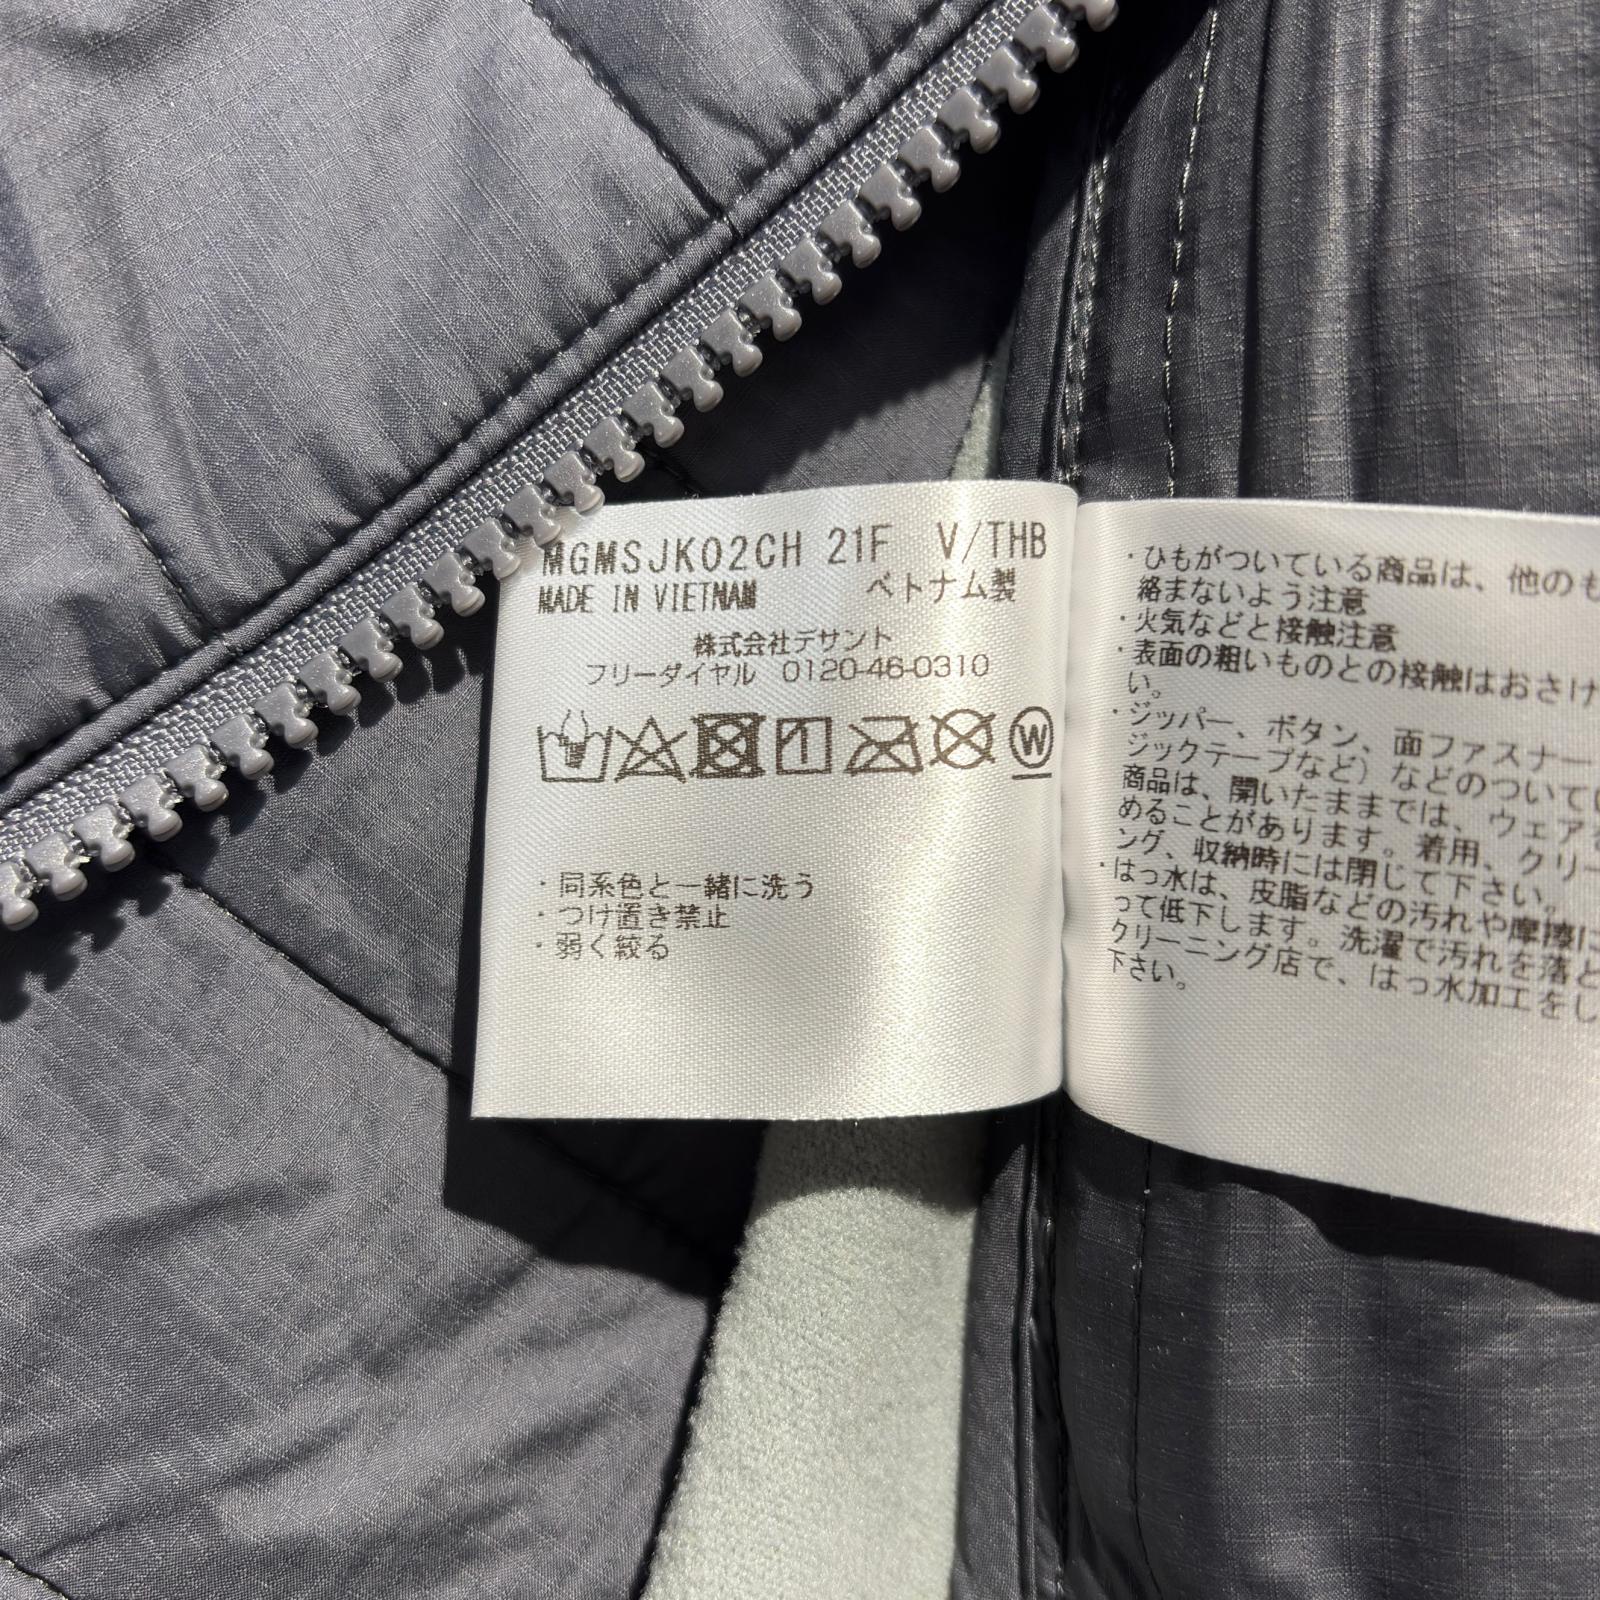 MGMSJK02CH 21F V/THB
MADE IN VIETNAM ベトナム製
株式会社デサント
フリーダイヤル 0120-46-0310
W
・同系色と一緒に洗う
・つけ置き禁止
・弱く絞る
・ひもがついている商品は、他のも
絡まないよう注意
・火気などと接触注意
・表面の粗いものとの接触はおさけ
い。
・ジッパー、ボタン、面ファスナー
ジックテープなど）などのついてい
商品は、開いたままでは、ウェアを
めることがあります。着用、クリー
ング、収納時には閉じて下さい。
・はっ水は、皮脂などの汚れや摩擦に
って低下します。洗濯で汚れを落と
クリーニング店で、はっ水加工をし
下さい。